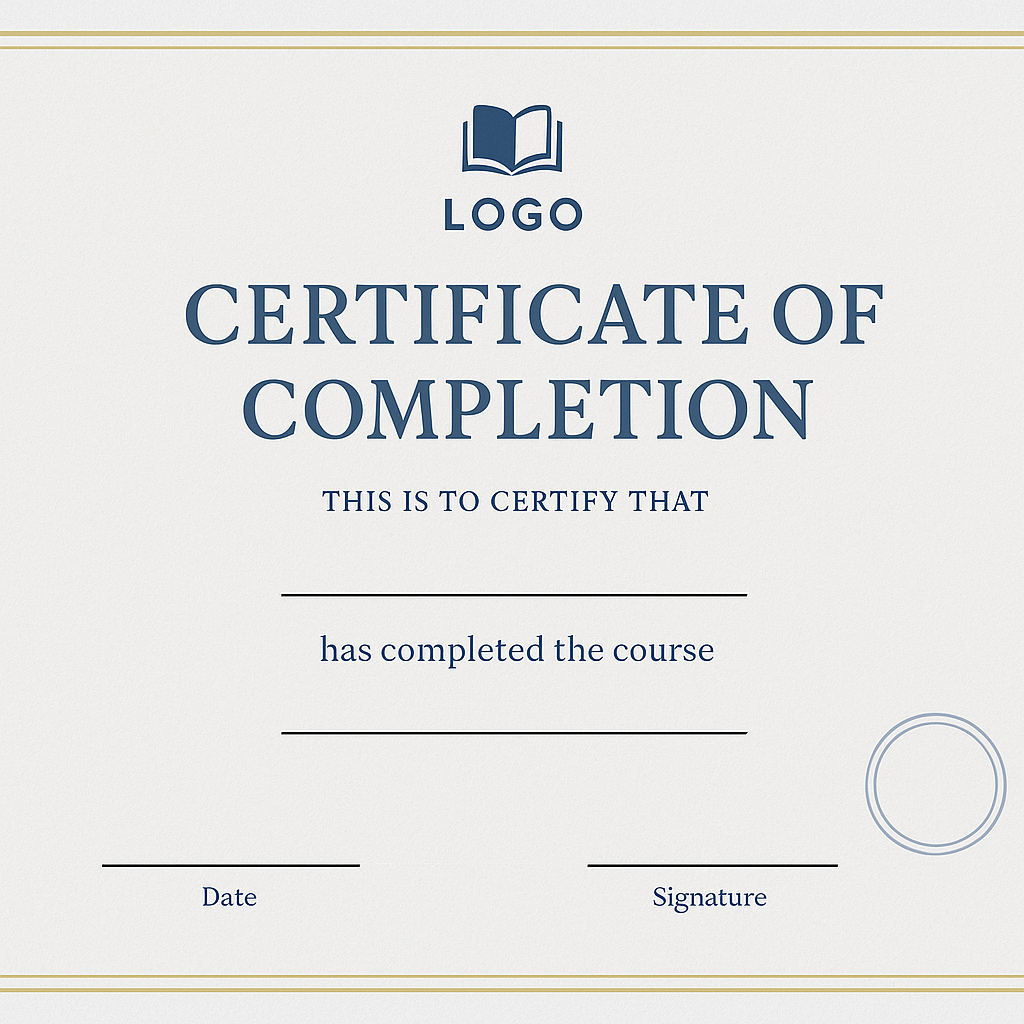 LOGO
CERTIFICATE OF
COMPLETION
THIS IS TO CERTIFY THAT
has completed the course
Date
Signature